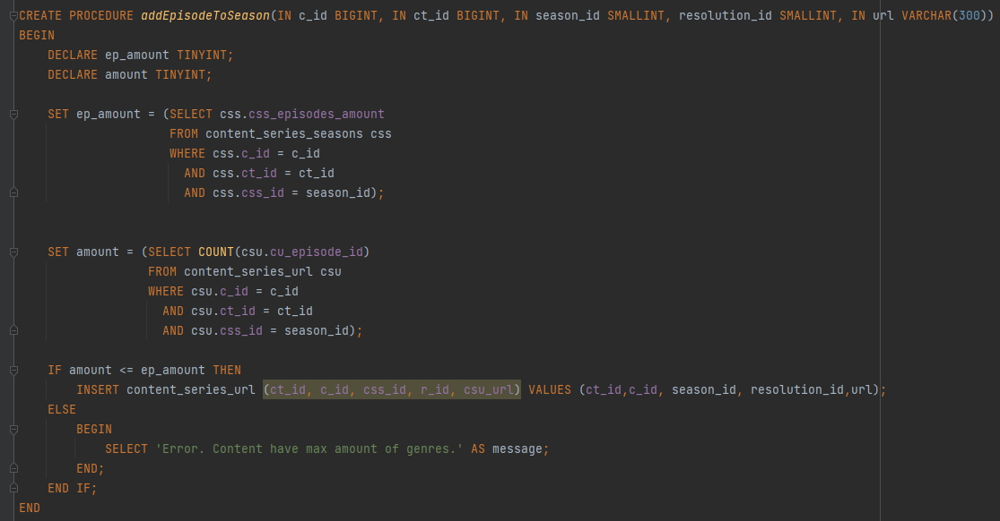 CREATE PROCEDURE addEpisodeToSeason(IN c_id BIGINT, IN ct_id BIGINT, IN season_id SMALLINT, resolution_id SMALLINT, IN url VARCHAR(300))
BEGIN
    DECLARE ep_amount TINYINT;
    DECLARE amount TINYINT;

    SET ep_amount = (SELECT css.css_episodes_amount
                     FROM content_series_seasons css
                     WHERE css.c_id = c_id
                       AND css.ct_id = ct_id
                       AND css.css_id = season_id);

    SET amount = (SELECT COUNT(csu.cu_episode_id)
                  FROM content_series_url csu
                  WHERE csu.c_id = c_id
                    AND csu.ct_id = ct_id
                    AND csu.css_id = season_id);

    IF amount <= ep_amount THEN
        INSERT content_series_url (ct_id, c_id, css_id, r_id, csu_url) VALUES (ct_id,c_id, season_id, resolution_id,url);
    ELSE
        BEGIN
            SELECT 'Error. Content have max amount of genres.' AS message;
        END;
    END IF;
END